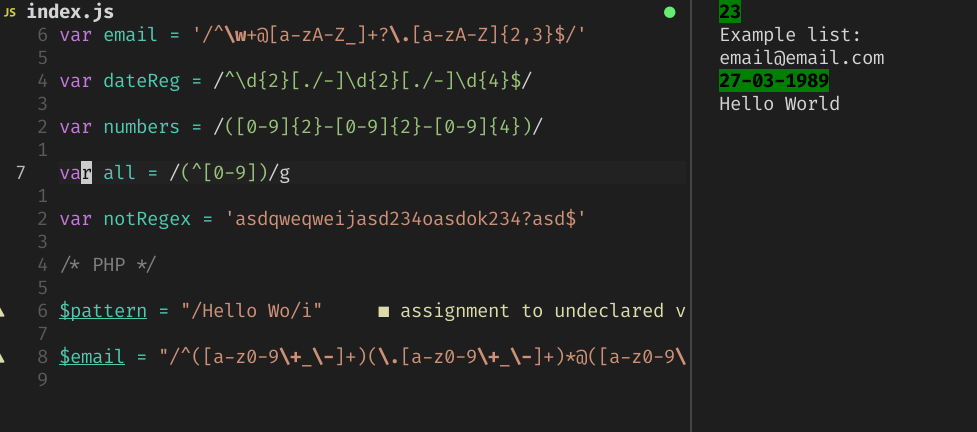 JS index.js
6 var email = '/^\w+@[a-zA-Z_]+?\.[a-zA-Z]{2,3}$/'
5
4 var dateReg = /^\d{2}[./-]\d{2}[./-]\d{4}$/
3
2 var numbers = /([0-9]{2}-[0-9]{2}-[0-9]{4})/
1
7 var all = /(^[0-9])/g
1
2 var notRegex = 'asdqweqweijasd234oasdok234?asd$'
3
4 /* PHP */
5
6 $pattern = "/Hello Wo/i" ■ assignment to undeclared v
7
8 $email = "/^([a-z0-9\+_\-]+)(\.[a-z0-9\+_\-]+)*@([a-z0-9\
9
23
Example list:
email@email.com
27-03-1989
Hello World